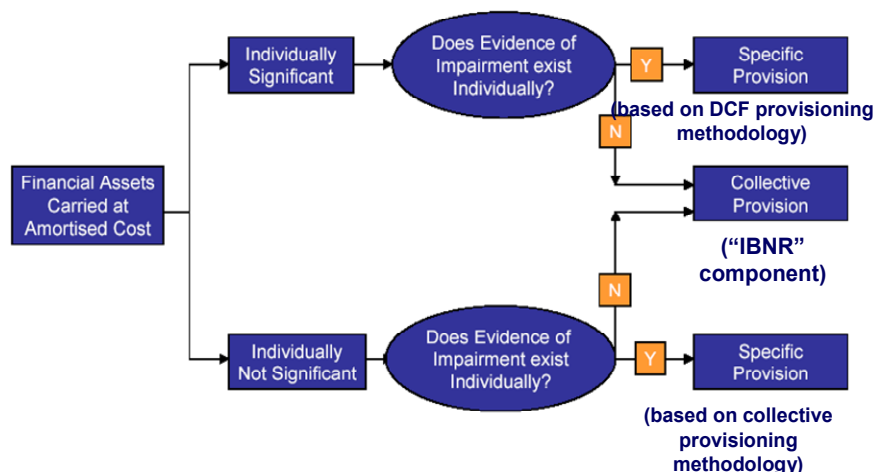 Individually
Significant
Does Evidence of
Impairment exist
Individually?
Y
Specific
Provision
(based on DCF provisioning
methodology)
N
Financial Assets
Carried at
Amortised Cost
Collective
Provision
(“IBNR”
component)
N
Individually
Not Significant
Does Evidence of
Impairment exist
Individually?
Y
Specific
Provision
(based on collective
provisioning
methodology)